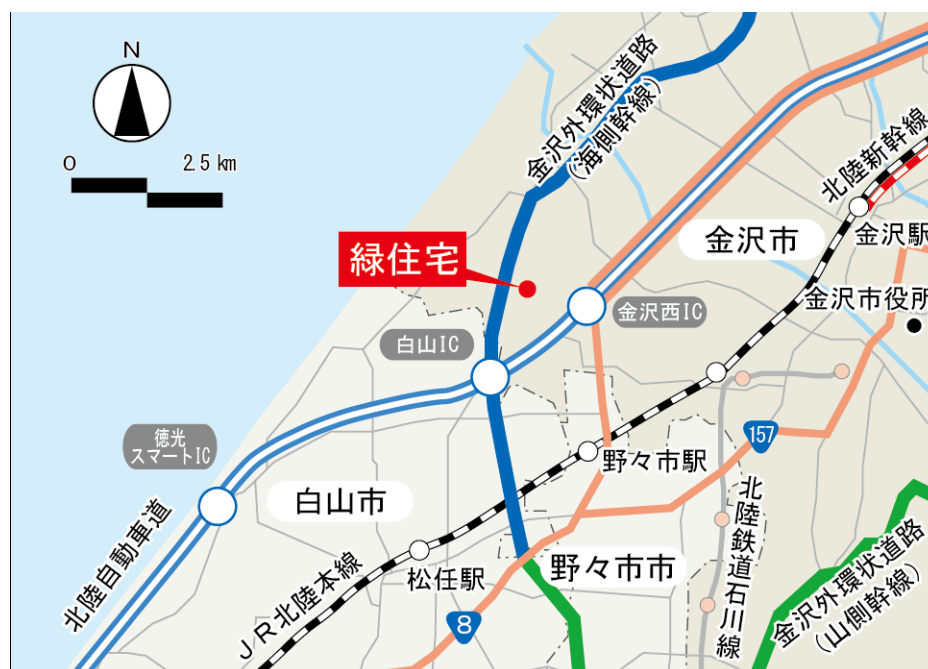 N
0 2.5 km
金沢外環状道路
(海側幹線)
北陸新幹線
金沢市
金沢駅
緑住宅
金沢西IC
金沢市役所
白山IC
徳光
スマートIC
157
野々市駅
白山市
北陸自動車道
松任駅
野々市市
JR北陸本線
8
北陸鉄道石川線
金沢外環状道路
(山側幹線)